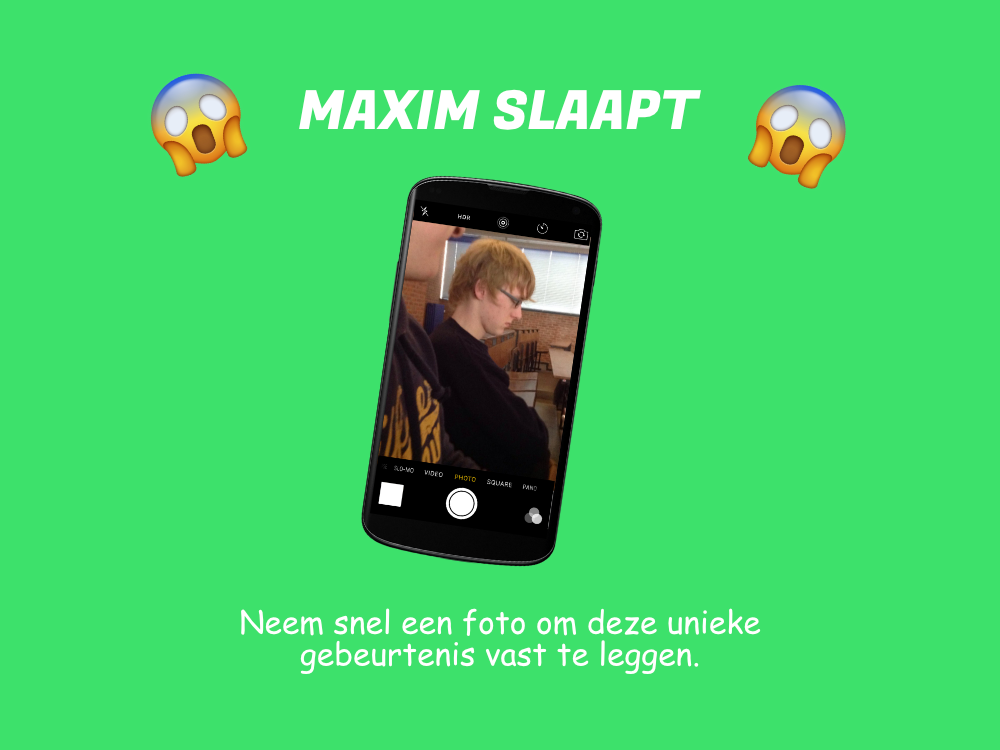 MAXIM SLAAPT
HDR
SLO-MO VIDEO PHOTO SQUARE PANO
Neem snel een foto om deze unieke
gebeurtenis vast te leggen.